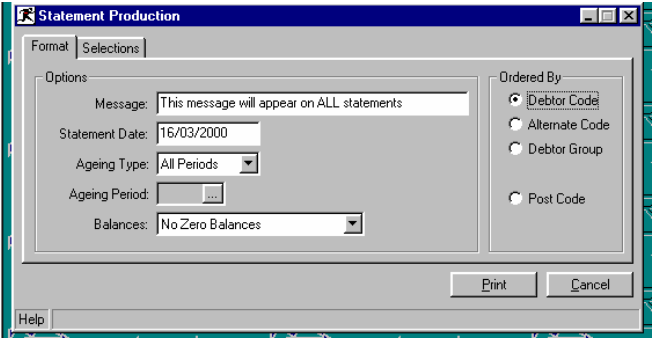 Statement Production
Format Selections
Options
Message: This message will appear on ALL statements
Statement Date: 16/03/2000
Ageing Type: All Periods
Ageing Period: ...
Balances: No Zero Balances
Ordered By
Debtor Code
Alternate Code
Debtor Group
Post Code
Print Cancel
Help